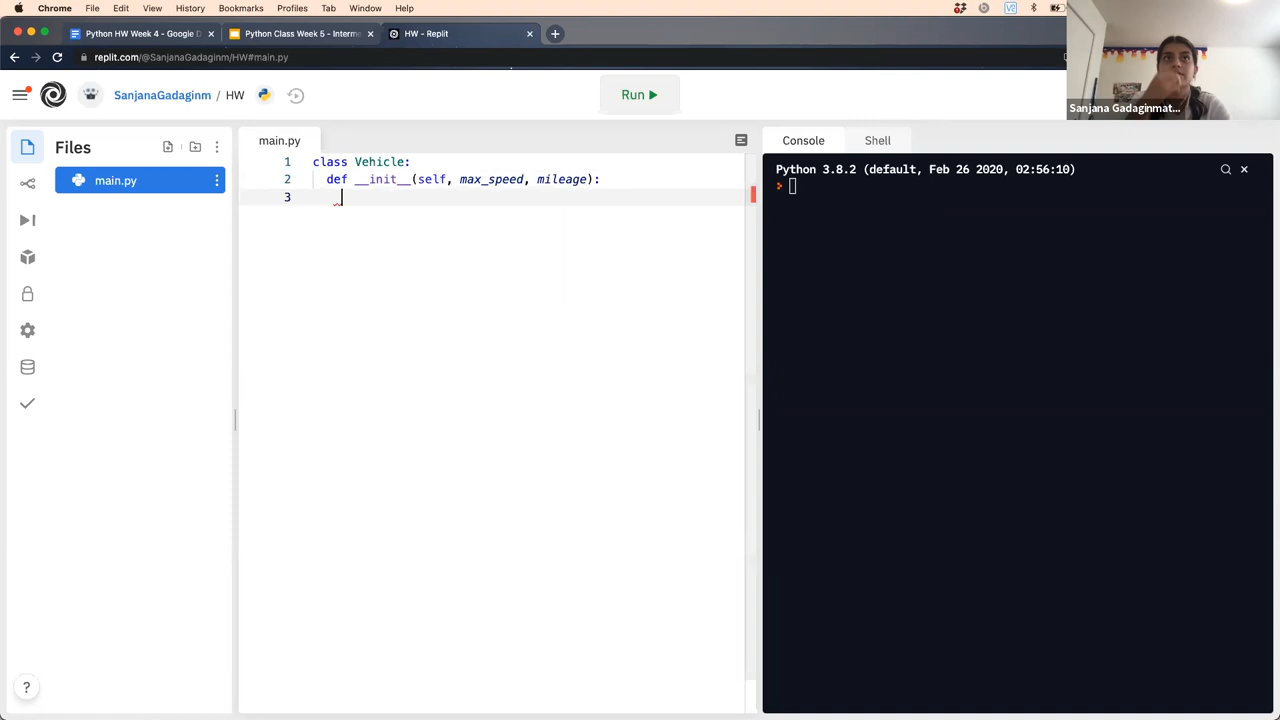 Chrome File Edit View History Bookmarks Profiles Tab Window Help
Python HW Week 4 - Google D
Python Class Week 5 - Interme
HW - Replit
replit.com/@SanjanaGadaginm/HW#main.py
Sanjana Gadaginmat...
SanjanaGadaginm / HW
Run
Files
main.py
main.py
1 class Vehicle:
2 def __init__(self, max_speed, mileage):
3
Console
Shell
Python 3.8.2 (default, Feb 26 2020, 02:56:10)
?